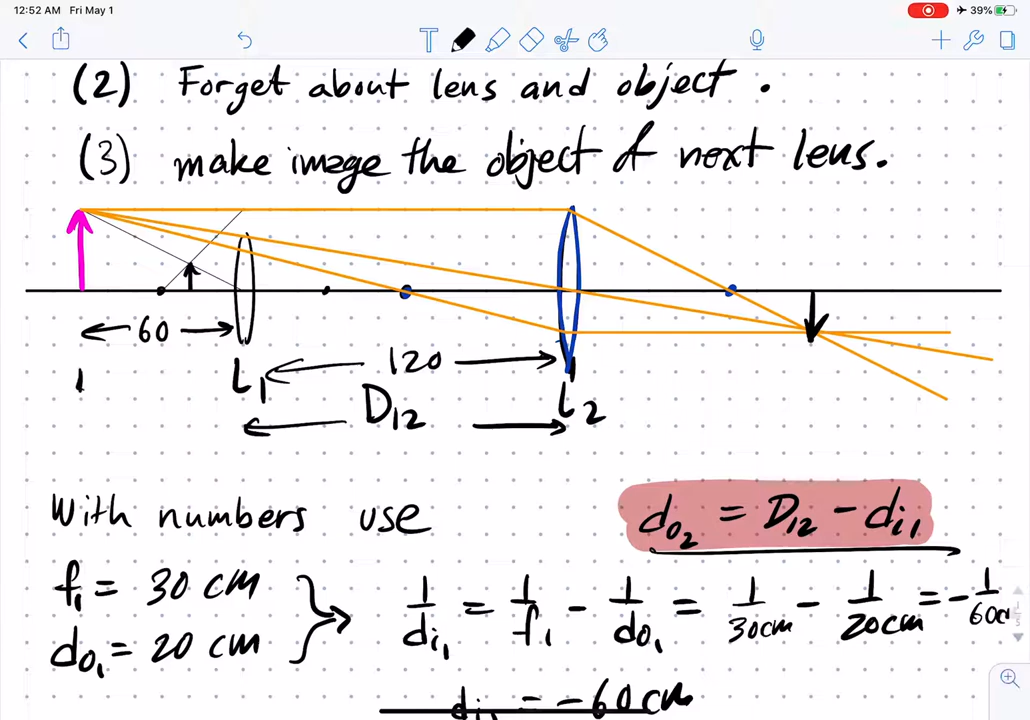 12:52 AM Fri May 1
39%
(2) Forget about lens and object.
(3) make image the object of next lens.
60
L1
120
L2
D12
With numbers use
do2 = D12 - di1
f1 = 30 cm
do1 = 20 cm
1/di1 = 1/f1 - 1/do1 = 1/30cm - 1/20cm = -1/60c
di1 = -60cm